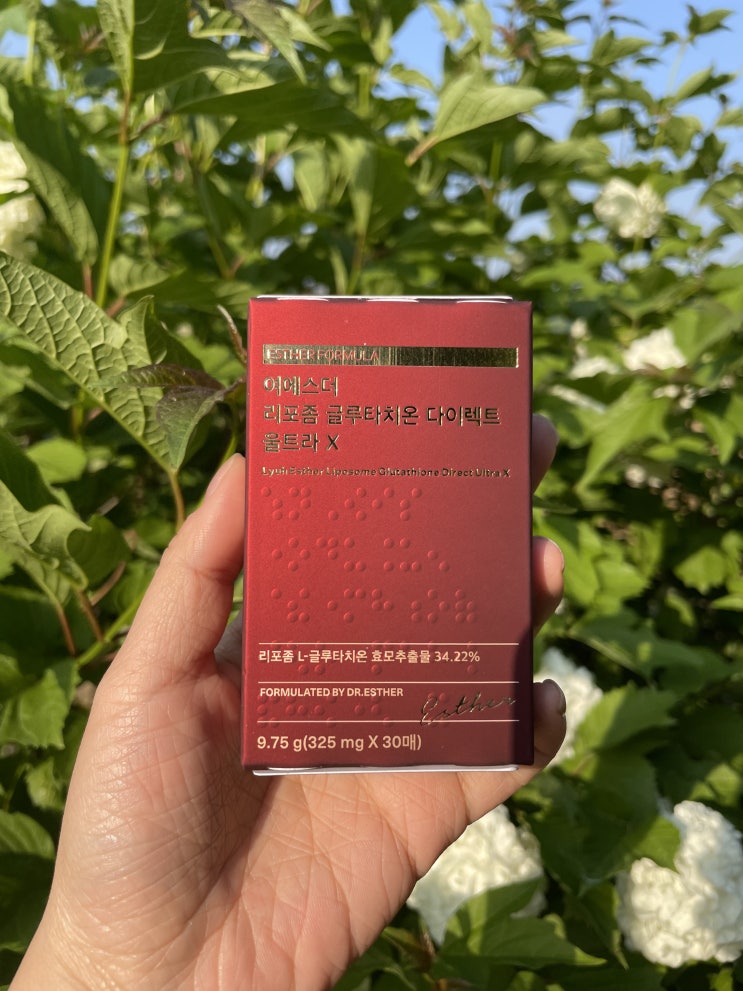 ESTHER FORMULA
여에스더
리포좀 글루타치온 다이렉트
울트라 X
Lyuh Esther Liposome Glutathione Direct Ultra X
리포좀 L-글루타치온 효모추출물 34.22%
FORMULATED BY DR.ESTHER
Esther
9.75 g(325 mg X 30매)